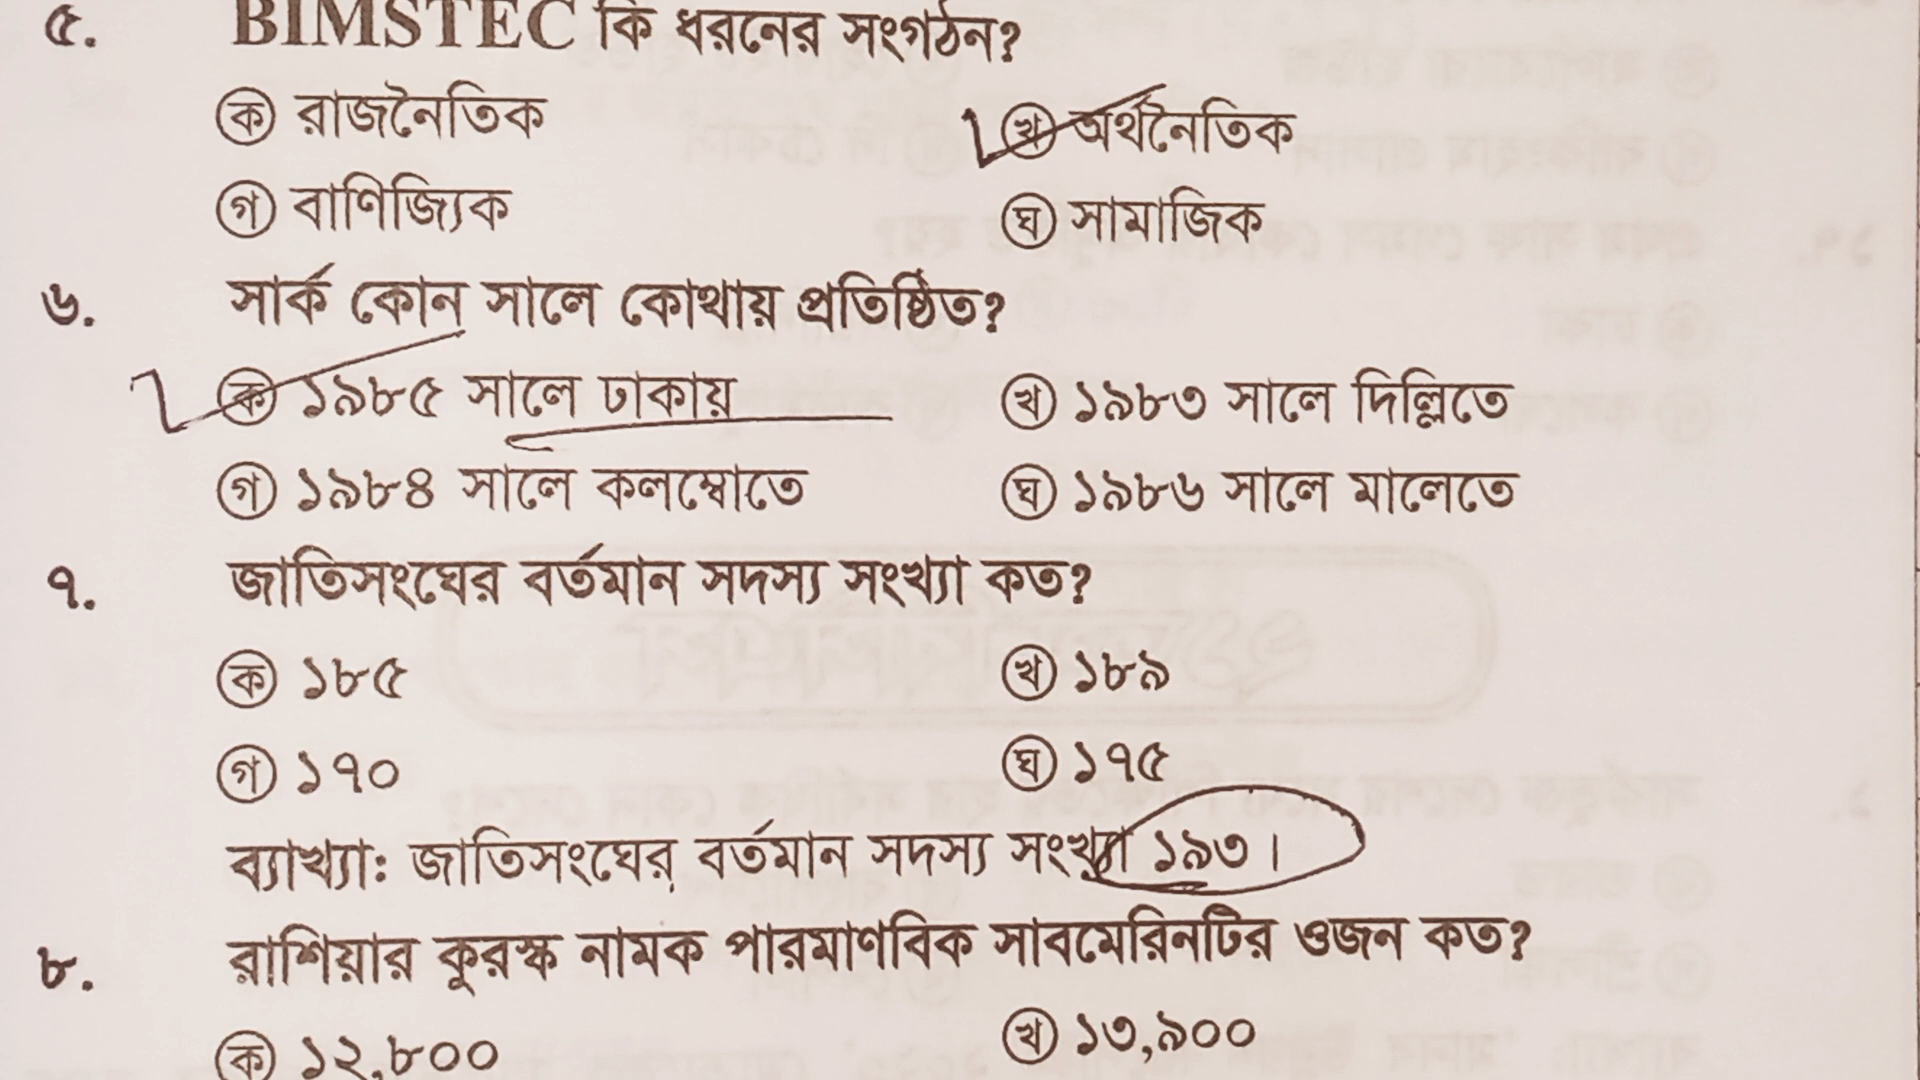 ৫. BIMSTEC কি ধরনের সংগঠন?
ক রাজনৈতিক খ অর্থনৈতিক
গ বাণিজ্যিক ঘ সামাজিক
৬. সার্ক কোন সালে কোথায় প্রতিষ্ঠিত?
ক ১৯৮৫ সালে ঢাকায় খ ১৯৮৩ সালে দিল্লিতে
গ ১৯৮৪ সালে কলম্বোতে ঘ ১৯৮৬ সালে মালেতে
৭. জাতিসংঘের বর্তমান সদস্য সংখ্যা কত?
ক ১৮৫ খ ১৮৯
গ ১৭০ ঘ ১৭৫
ব্যাখ্যা: জাতিসংঘের বর্তমান সদস্য সংখ্যা ১৯৩।
৮. রাশিয়ার কুরস্ক নামক পারমাণবিক সাবমেরিনটির ওজন কত?
ক ১২,৮০০ খ ১৩,৯০০